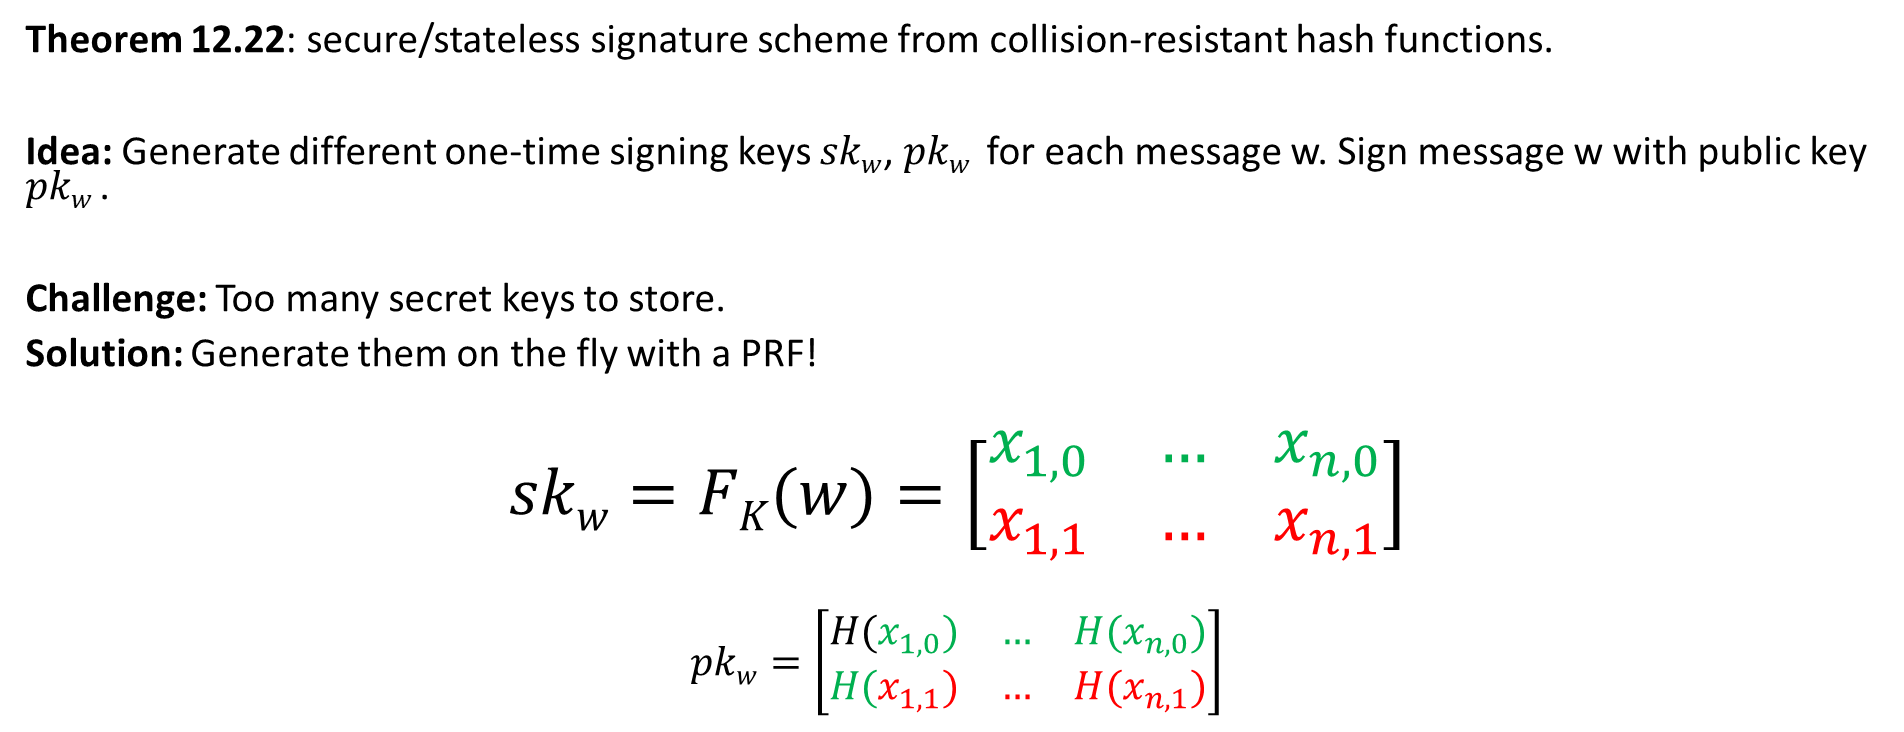 Theorem 12.22: secure/stateless signature scheme from collision-resistant hash functions.
Idea: Generate different one-time signing keys sk_w, pk_w for each message w. Sign message w with public key
pk_w .
Challenge: Too many secret keys to store.
Solution: Generate them on the fly with a PRF!
sk_w = F_K(w) = [x_{1,0} … x_{n,0}
x_{1,1} … x_{n,1}]
pk_w = [H(x_{1,0}) … H(x_{n,0})
H(x_{1,1}) … H(x_{n,1})]